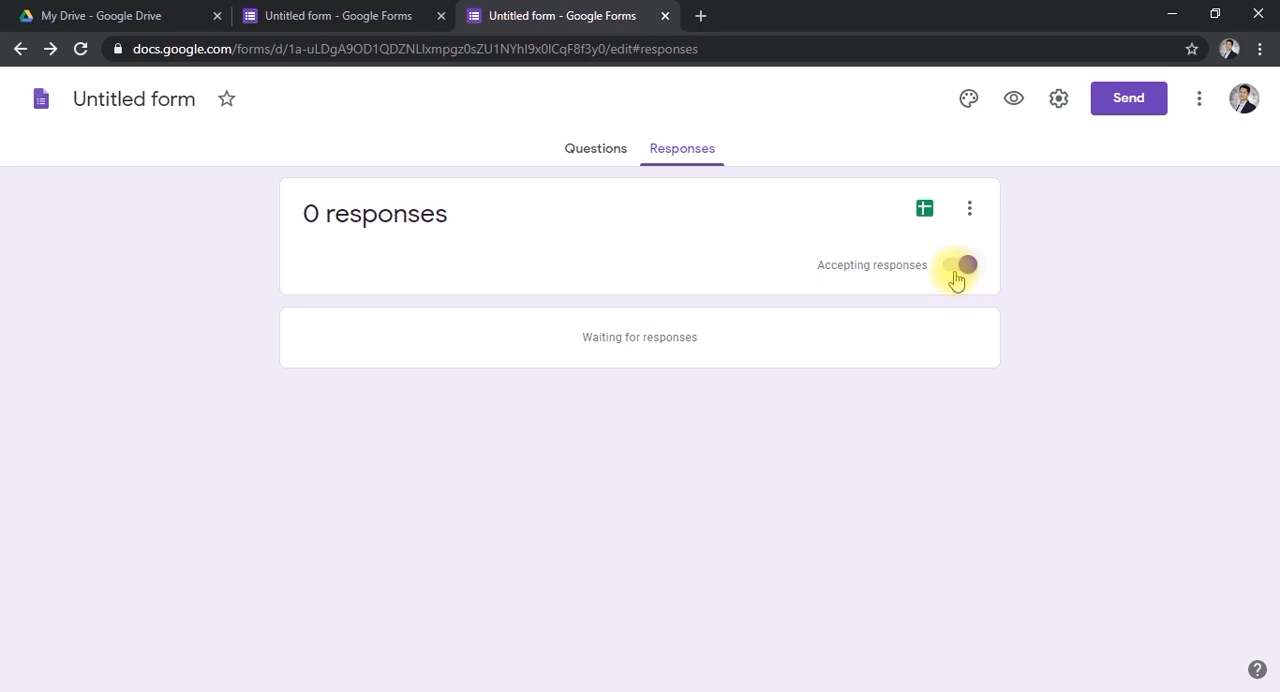 My Drive - Google Drive
Untitled form - Google Forms
Untitled form - Google Forms
docs.google.com/forms/d/1a-uLDgA9OD1QDZNLlxmpgz0sZU1NYhI9x0ICqF8f3y0/edit#responses
Untitled form
Send
Questions Responses
0 responses
Accepting responses
Waiting for responses